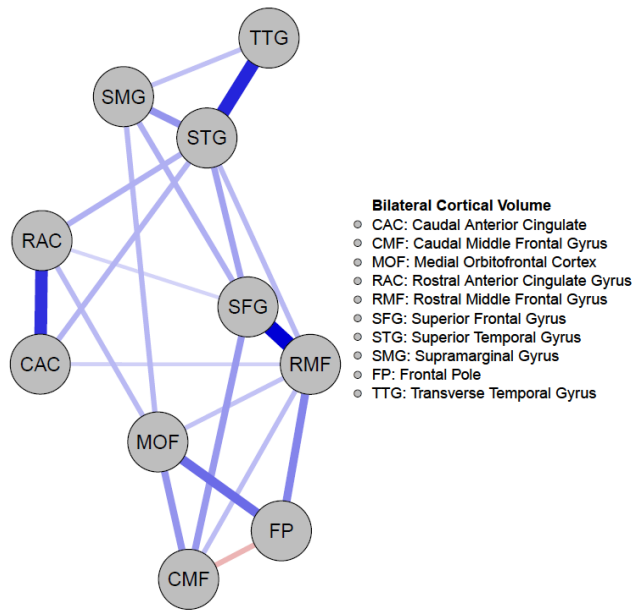 TTG
SMG
STG
RAC
SFG
CAC
RMF
MOF
FP
CMF
Bilateral Cortical Volume
CAC: Caudal Anterior Cingulate
CMF: Caudal Middle Frontal Gyrus
MOF: Medial Orbitofrontal Cortex
RAC: Rostral Anterior Cingulate Gyrus
RMF: Rostral Middle Frontal Gyrus
SFG: Superior Frontal Gyrus
STG: Superior Temporal Gyrus
SMG: Supramarginal Gyrus
FP: Frontal Pole
TTG: Transverse Temporal Gyrus